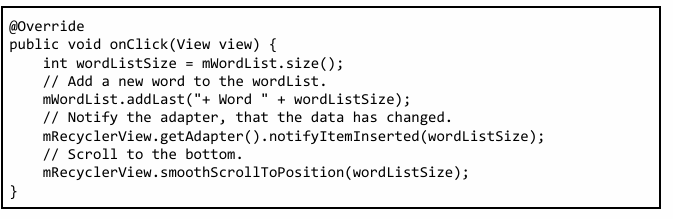 @Override
public void onClick(View view) {
    int wordListSize = mWordList.size();
    // Add a new word to the wordList.
    mWordList.addLast("+ Word " + wordListSize);
    // Notify the adapter, that the data has changed.
    mRecyclerView.getAdapter().notifyItemInserted(wordListSize);
    // Scroll to the bottom.
    mRecyclerView.smoothScrollToPosition(wordListSize);
}